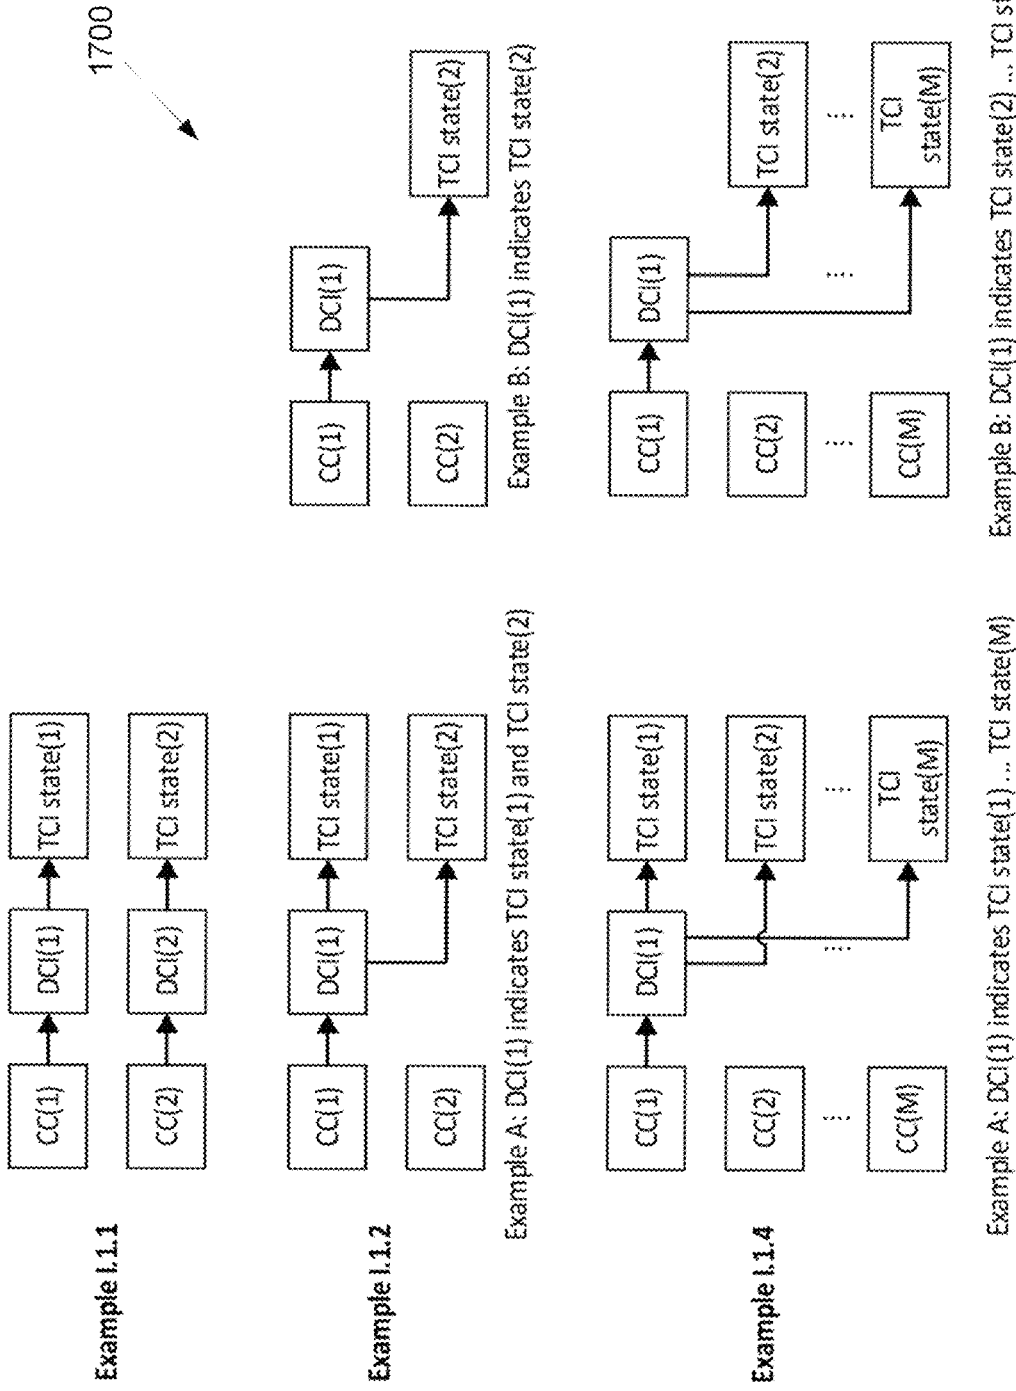 1700
Example I.1.1
CC(1) DCI(1) TCI state(1)
CC(2) DCI(2) TCI state(2)
Example I.1.2
CC(1) DCI(1) TCI state(1)
CC(2) TCI state(2)
Example A: DCI(1) indicates TCI state(1) and TCI state(2)
CC(1) DCI(1)
CC(2) TCI state(2)
Example B: DCI(1) indicates TCI state(2)
Example I.1.4
CC(1) DCI(1) TCI state(1)
CC(2) TCI state(2)
... ... ...
CC(M) TCI
state(M)
Example A: DCI(1) indicates TCI state(1) ... TCI state(M)
CC(1) DCI(1)
CC(2) TCI state(2)
... ... ...
CC(M) TCI
state(M)
Example B: DCI(1) indicates TCI state(2) ... TCI